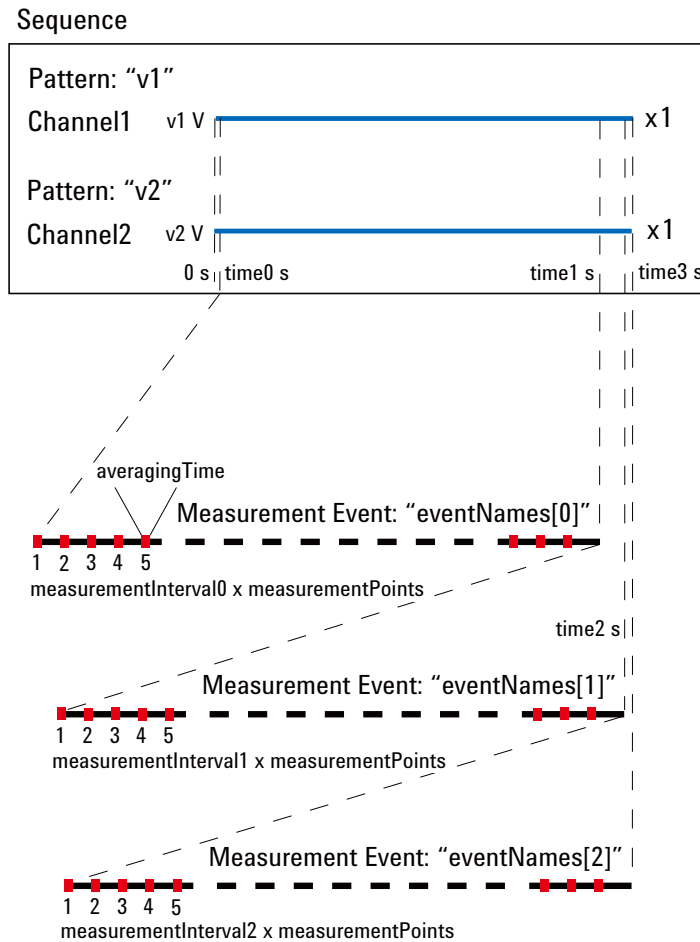 Sequence
Pattern: “v1”
Channel1 v1 V x1
Pattern: “v2”
Channel2 v2 V x1
0 s time0 s time1 s time3 s
averagingTime
Measurement Event: “eventNames[0]”
1 2 3 4 5
measurementInterval0 x measurementPoints
time2 s
Measurement Event: “eventNames[1]”
1 2 3 4 5
measurementInterval1 x measurementPoints
Measurement Event: “eventNames[2]”
1 2 3 4 5
measurementInterval2 x measurementPoints